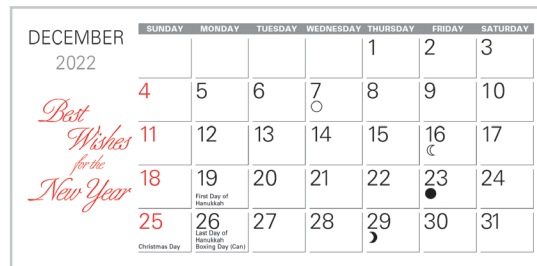 DECEMBER
2022
Best
Wishes
for the
New Year
SUNDAY MONDAY TUESDAY WEDNESDAY THURSDAY FRIDAY SATURDAY
1 2 3
4 5 6 7 8 9 10
11 12 13 14 15 16 17
18 19 20 21 22 23 24
First Day of
Hanukkah
25 26 27 28 29 30 31
Christmas Day
Last Day of
Hanukkah
Boxing Day (Can)